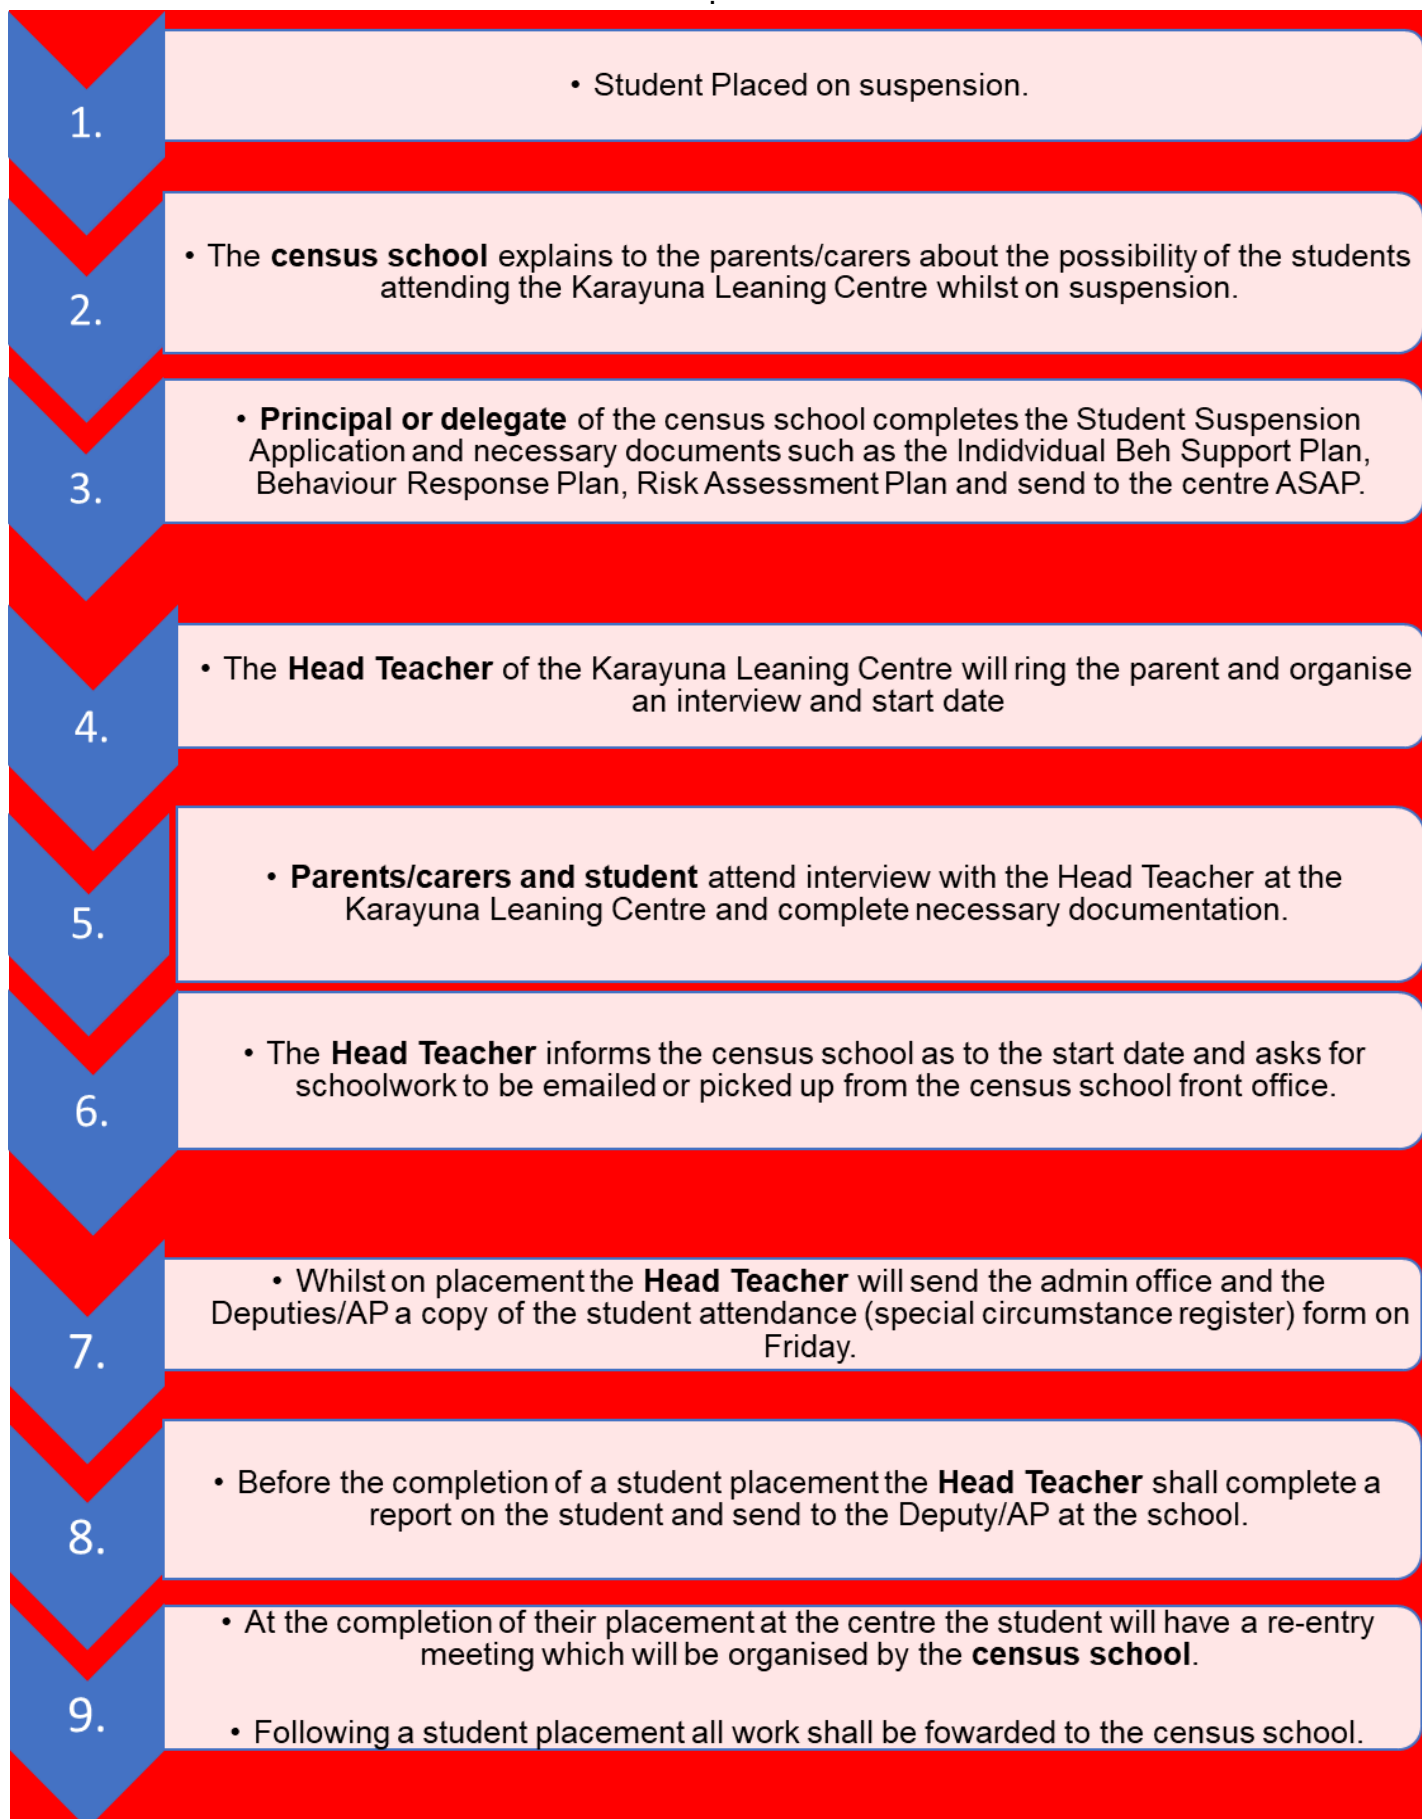 1.
• Student Placed on suspension.
2.
• The census school explains to the parents/carers about the possibility of the students
attending the Karayuna Leaning Centre whilst on suspension.
3.
• Principal or delegate of the census school completes the Student Suspension
Application and necessary documents such as the Indidvidual Beh Support Plan,
Behaviour Response Plan, Risk Assessment Plan and send to the centre ASAP.
4.
• The Head Teacher of the Karayuna Leaning Centre will ring the parent and organise
an interview and start date
5.
• Parents/carers and student attend interview with the Head Teacher at the
Karayuna Leaning Centre and complete necessary documentation.
6.
• The Head Teacher informs the census school as to the start date and asks for
schoolwork to be emailed or picked up from the census school front office.
7.
• Whilst on placement the Head Teacher will send the admin office and the
Deputies/AP a copy of the student attendance (special circumstance register) form on
Friday.
8.
• Before the completion of a student placement the Head Teacher shall complete a
report on the student and send to the Deputy/AP at the school.
9.
• At the completion of their placement at the centre the student will have a re-entry
meeting which will be organised by the census school.
• Following a student placement all work shall be fowarded to the census school.